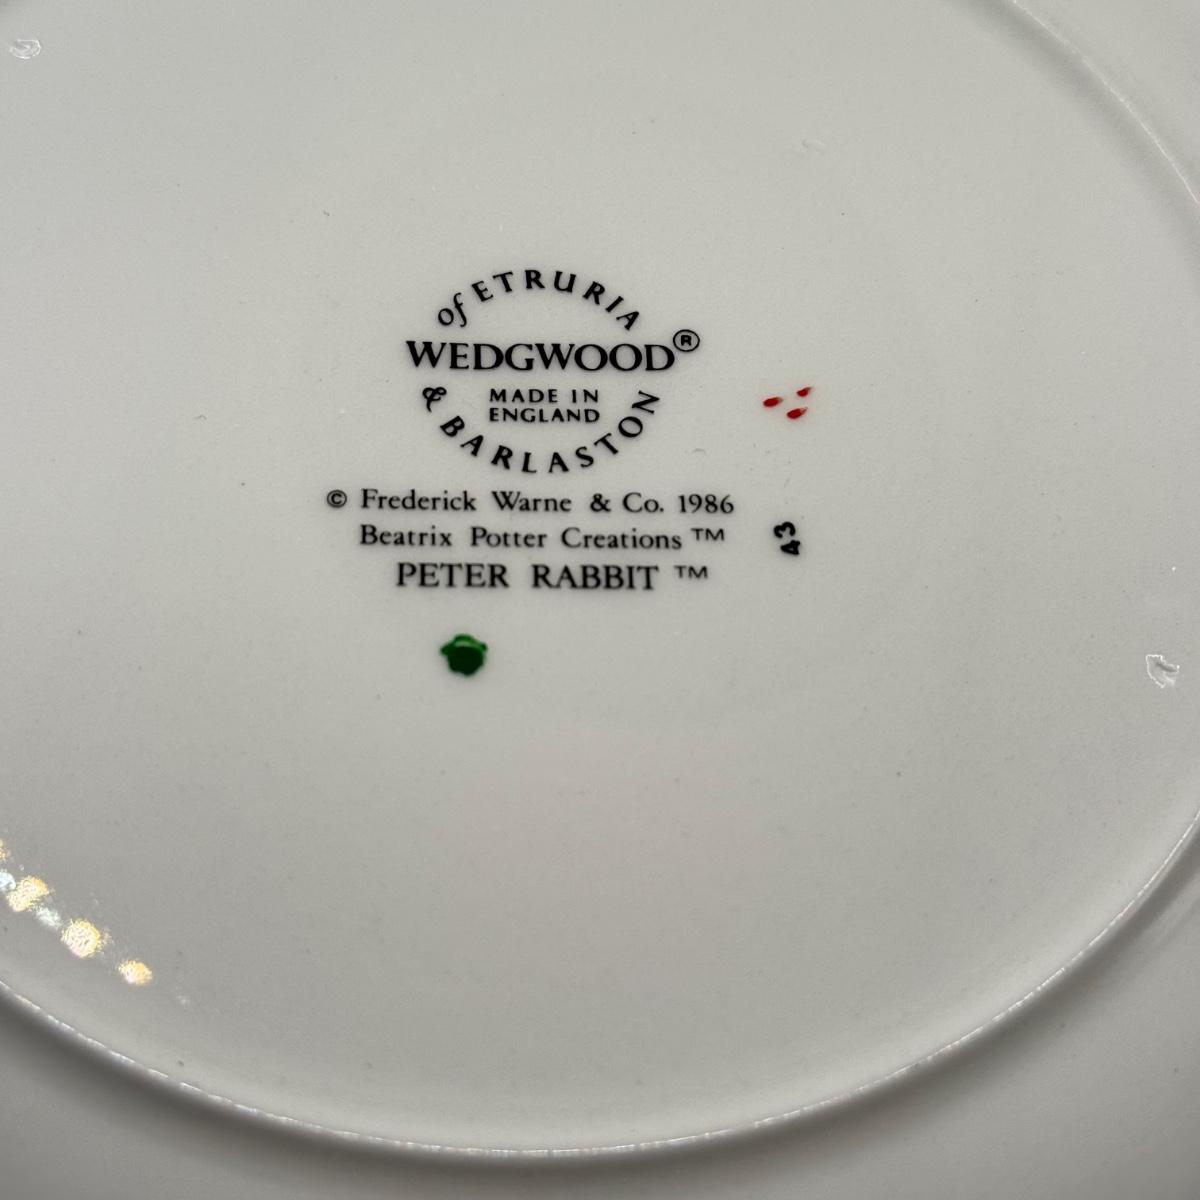 of ETRURIA
WEDGWOOD®
MADE IN
ENGLAND
& BARLASTON
© Frederick Warne & Co. 1986
Beatrix Potter Creations ™
PETER RABBIT ™
43